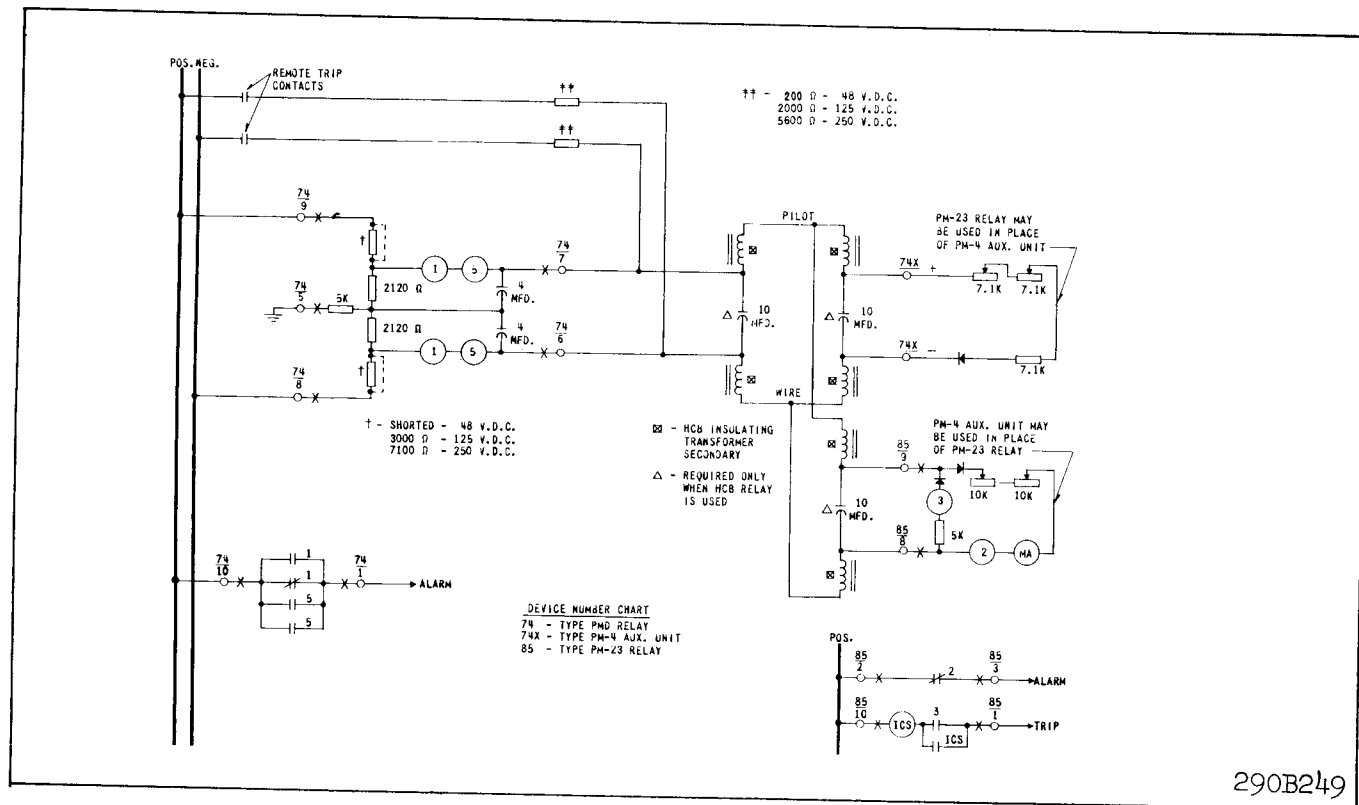 POS. NEG.
REMOTE TRIP
CONTACTS
**
**
** - 200 Ω - 48 V.D.C.
2000 Ω - 125 V.D.C.
5600 Ω - 250 V.D.C.
74
9
†
74
5
5K
2120 Ω
2120 Ω
†
74
8
1
5
4
MFD.
4
MFD.
1
5
74
7
74
6
† - SHORTED - 48 V.D.C.
3000 Ω - 125 V.D.C.
7100 Ω - 250 V.D.C.
PILOT
WIRE
△ 10
MFD.
△ 10
MFD.
⊠ - HCB INSULATING
TRANSFORMER
SECONDARY
△ - REQUIRED ONLY
WHEN HCB RELAY
IS USED
PM-23 RELAY MAY
BE USED IN PLACE
OF PM-4 AUX. UNIT
74X +
7.1K
7.1K
74X -
7.1K
PM-4 AUX. UNIT MAY
BE USED IN PLACE
OF PM-23 RELAY
85
9
10K
10K
3
5K
△ 10
MFD.
85
8
2
MA
74
10
1
1
5
5
74
1
ALARM
DEVICE NUMBER CHART
74 - TYPE PMD RELAY
74X - TYPE PM-4 AUX. UNIT
85 - TYPE PM-23 RELAY
POS.
85
2
2
85
3
ALARM
85
10
ICS
3
ICS
85
1
TRIP
290B249